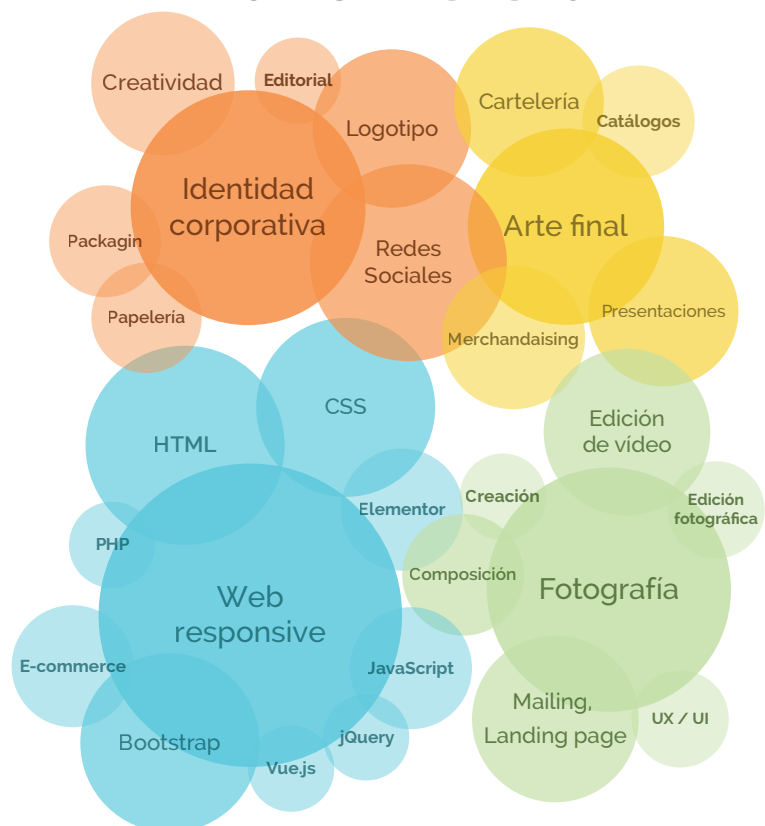 Creatividad
Editorial
Logotipo
Cartelería
Catálogos
Identidad
corporativa
Packagin
Papelería
Redes
Sociales
Arte final
Merchandaising
Presentaciones
HTML
CSS
Elementor
PHP
Web
responsive
E-commerce
Bootstrap
Vue.js
jQuery
JavaScript
Edición
de vídeo
Creación
Edición
fotográfica
Composición
Fotografía
Mailing,
Landing page
UX / UI